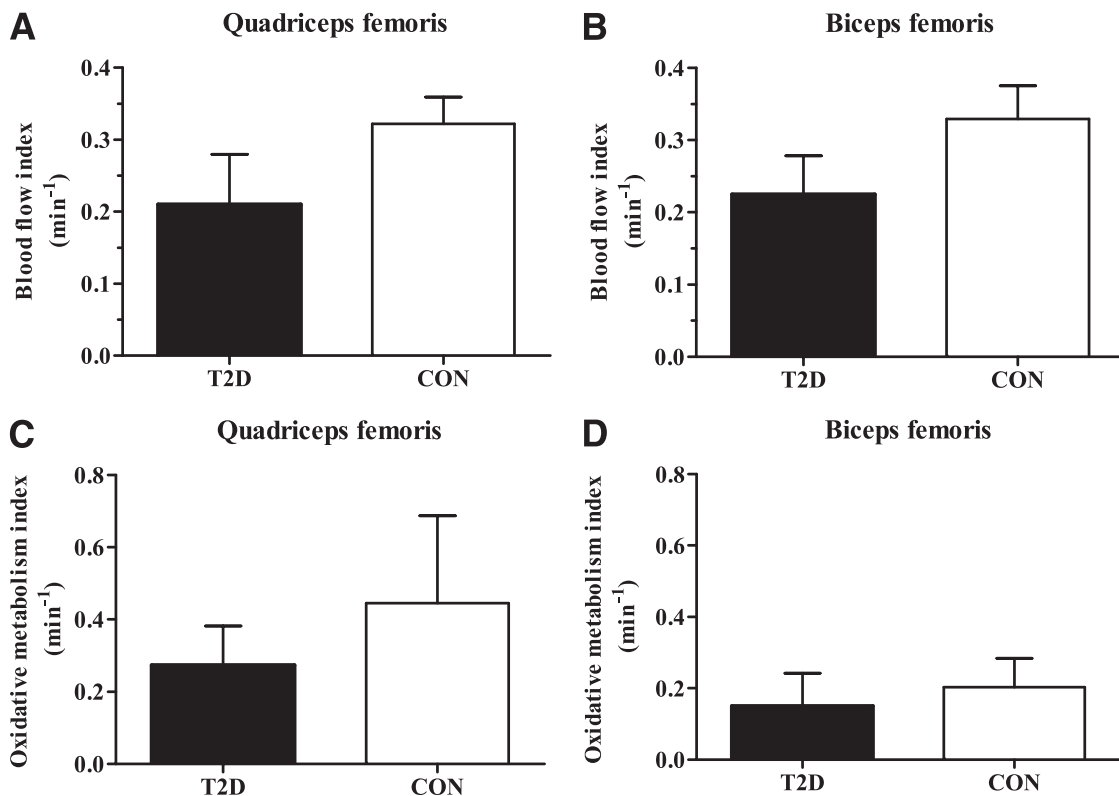 A
Quadriceps femoris
Blood flow index
(min⁻¹)
0.4
0.3
0.2
0.1
0.0
T2D
CON
B
Biceps femoris
Blood flow index
(min⁻¹)
0.4
0.3
0.2
0.1
0.0
T2D
CON
C
Quadriceps femoris
Oxidative metabolism index
(min⁻¹)
0.8
0.6
0.4
0.2
0.0
T2D
CON
D
Biceps femoris
Oxidative metabolism index
(min⁻¹)
0.8
0.6
0.4
0.2
0.0
T2D
CON